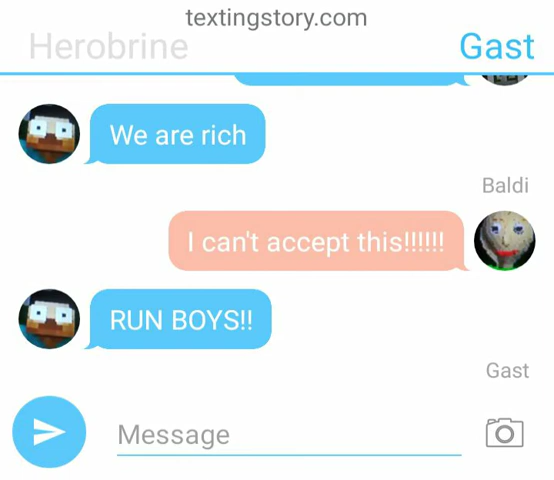 textingstory.com
Herobrine Gast
We are rich
Baldi
I can't accept this!!!!!!
RUN BOYS!!
Gast
Message